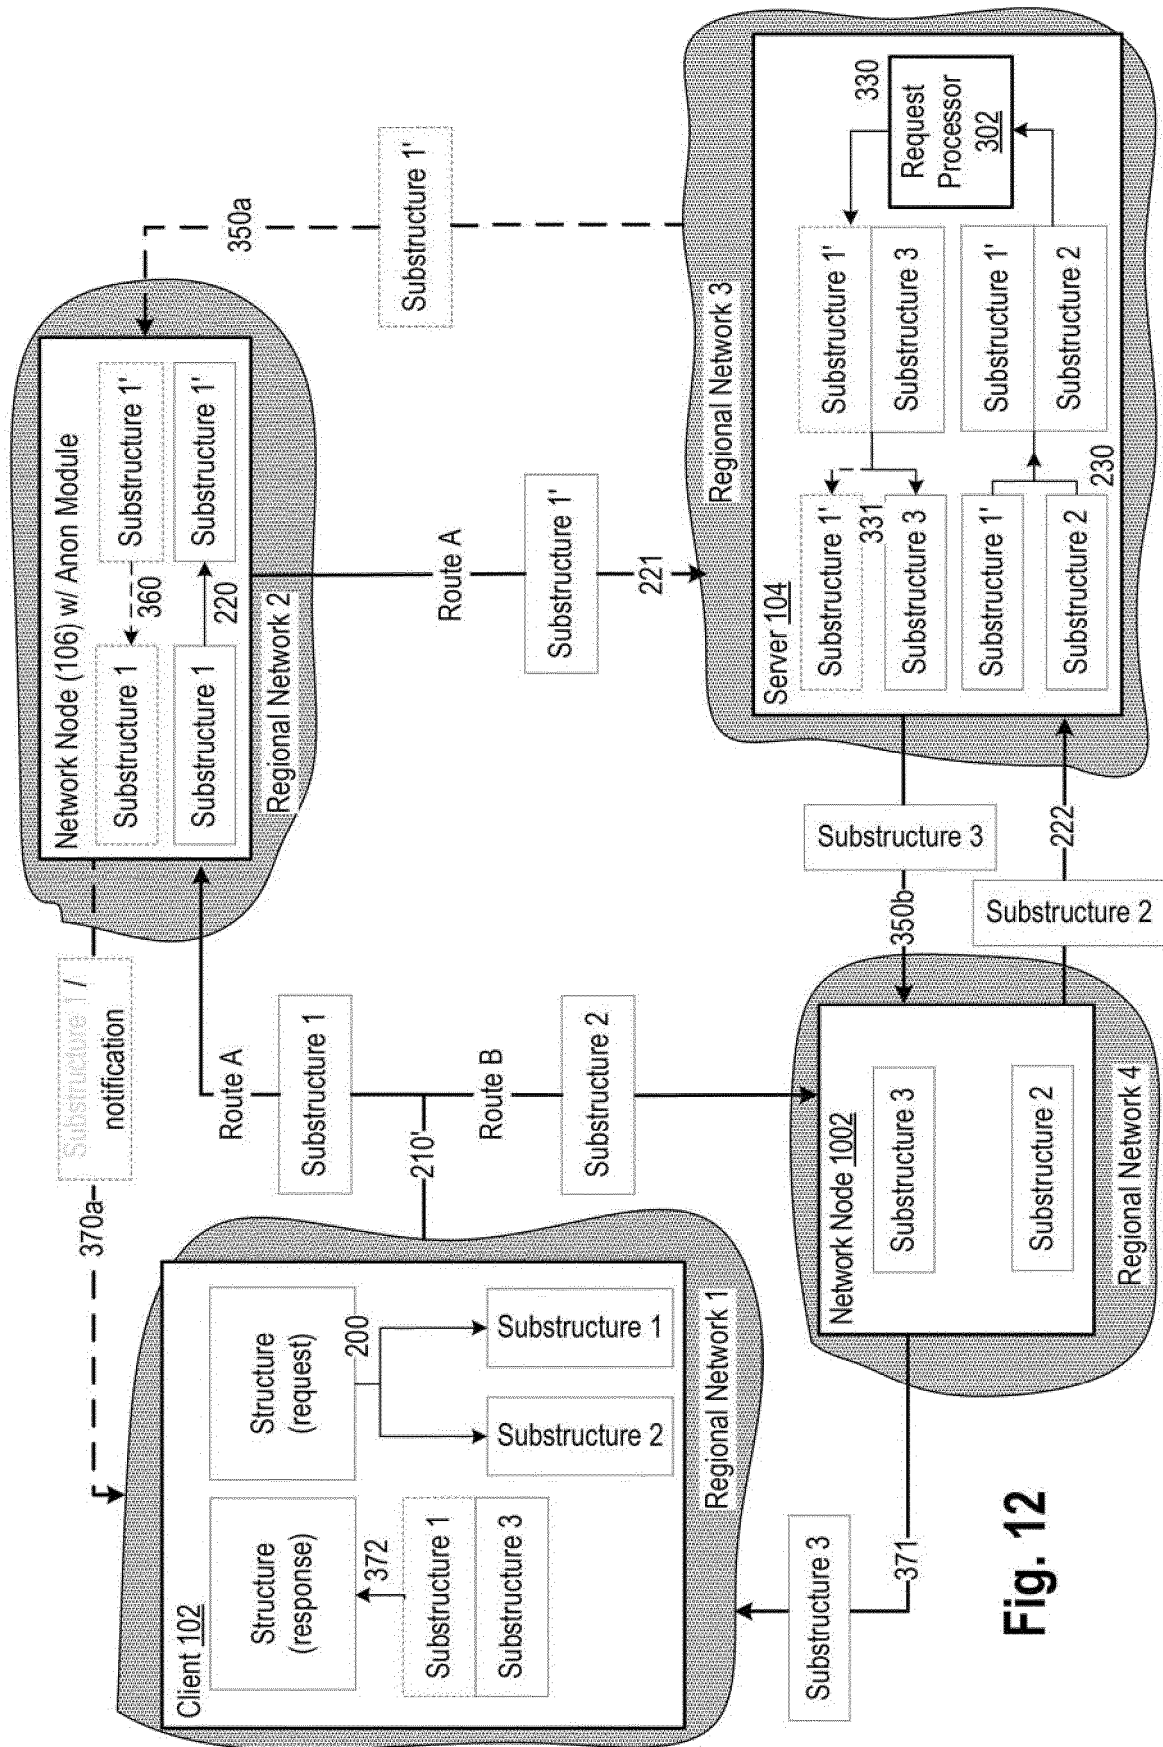 Client 102
Structure
(response)
Structure
(request)
372
200
Substructure 1
Substructure 3
Substructure 2
Substructure 1
Regional Network 1
370a
Substructure 1 /
notification
Route A
Substructure 1
210'
Route B
Substructure 2
Network Node (106) w/ Anon Module
Substructure 1
360
Substructure 1'
Substructure 1
220
Substructure 1'
Regional Network 2
350a
Substructure 1'
Route A
Substructure 1'
221
Regional Network 3
Server 104
Substructure 1'
331
Substructure 3
Substructure 1'
Substructure 3
330
Request
Processor
302
Substructure 1'
Substructure 2
230
Substructure 1'
Substructure 2
Substructure 3
350b
Substructure 2
222
Network Node 1002
Substructure 3
Substructure 2
Regional Network 4
371
Substructure 3
Fig. 12